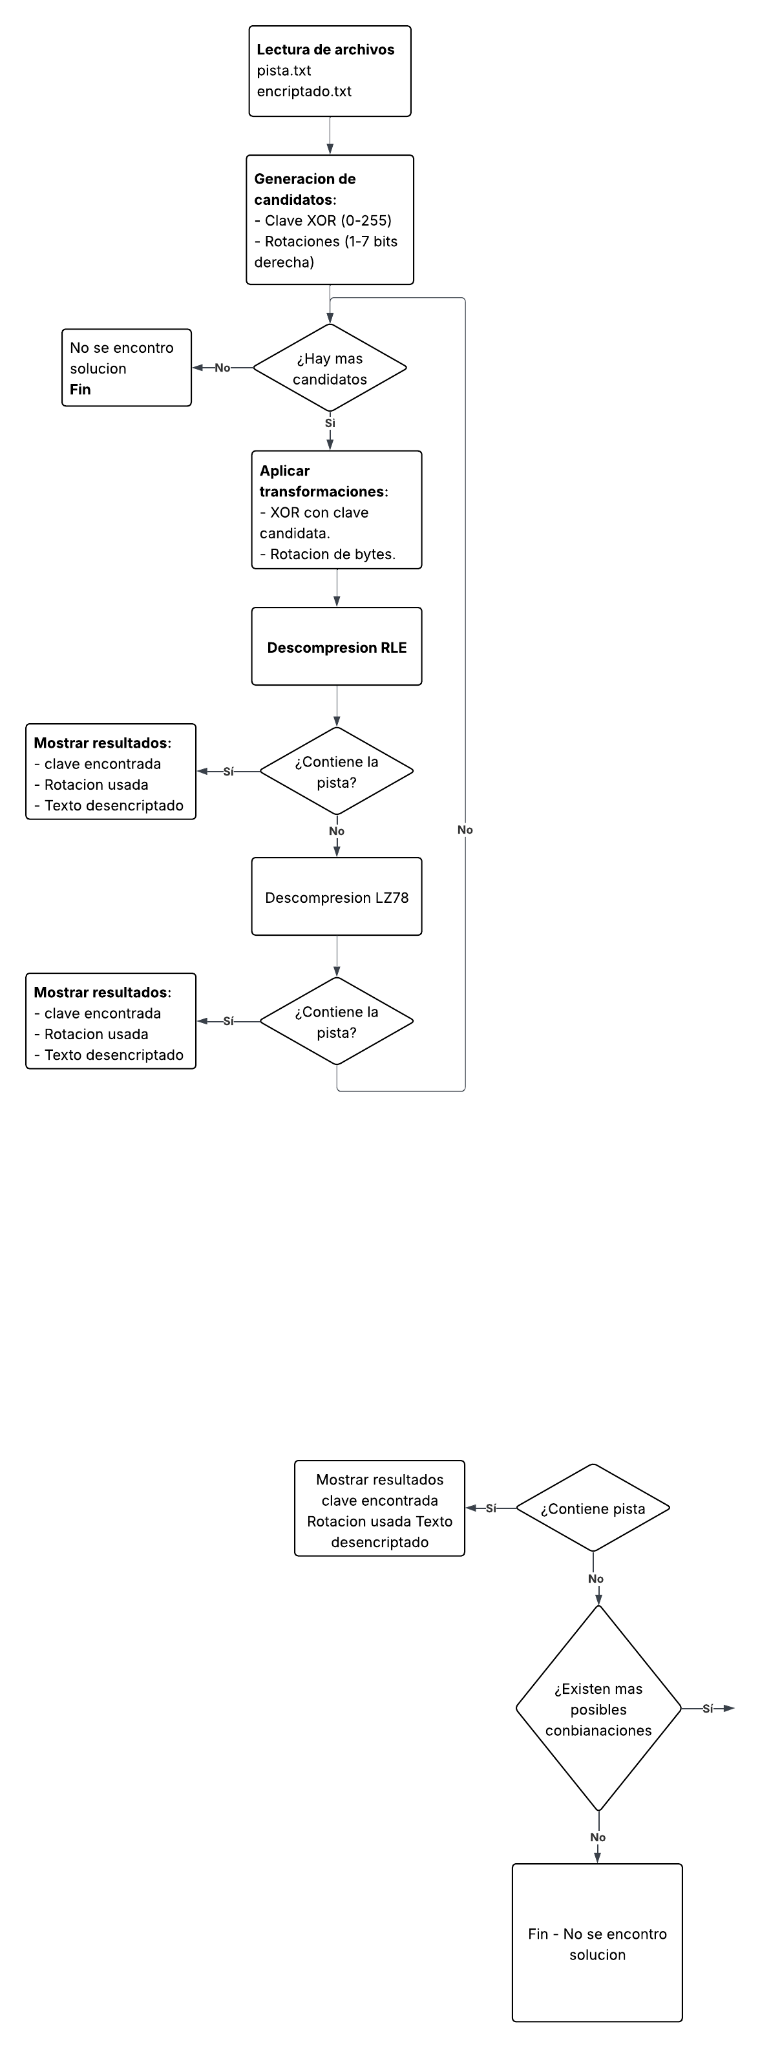 Lectura de archivos
pista.txt
encriptado.txt
Generacion de
candidatos:
- Clave XOR (0-255)
- Rotaciones (1-7 bits
derecha)
¿Hay mas
candidatos
No
No se encontro
solucion
Fin
Si
Aplicar
transformaciones:
- XOR con clave
candidata.
- Rotacion de bytes.
Descompresion RLE
¿Contiene la
pista?
Sí
Mostrar resultados:
- clave encontrada
- Rotacion usada
- Texto desencriptado
No
No
Descompresion LZ78
¿Contiene la
pista?
Sí
Mostrar resultados:
- clave encontrada
- Rotacion usada
- Texto desencriptado
Mostrar resultados
clave encontrada
Rotacion usada Texto
desencriptado
Sí
¿Contiene pista
No
¿Existen mas
posibles
conbianaciones
Sí
No
Fin - No se encontro
solucion